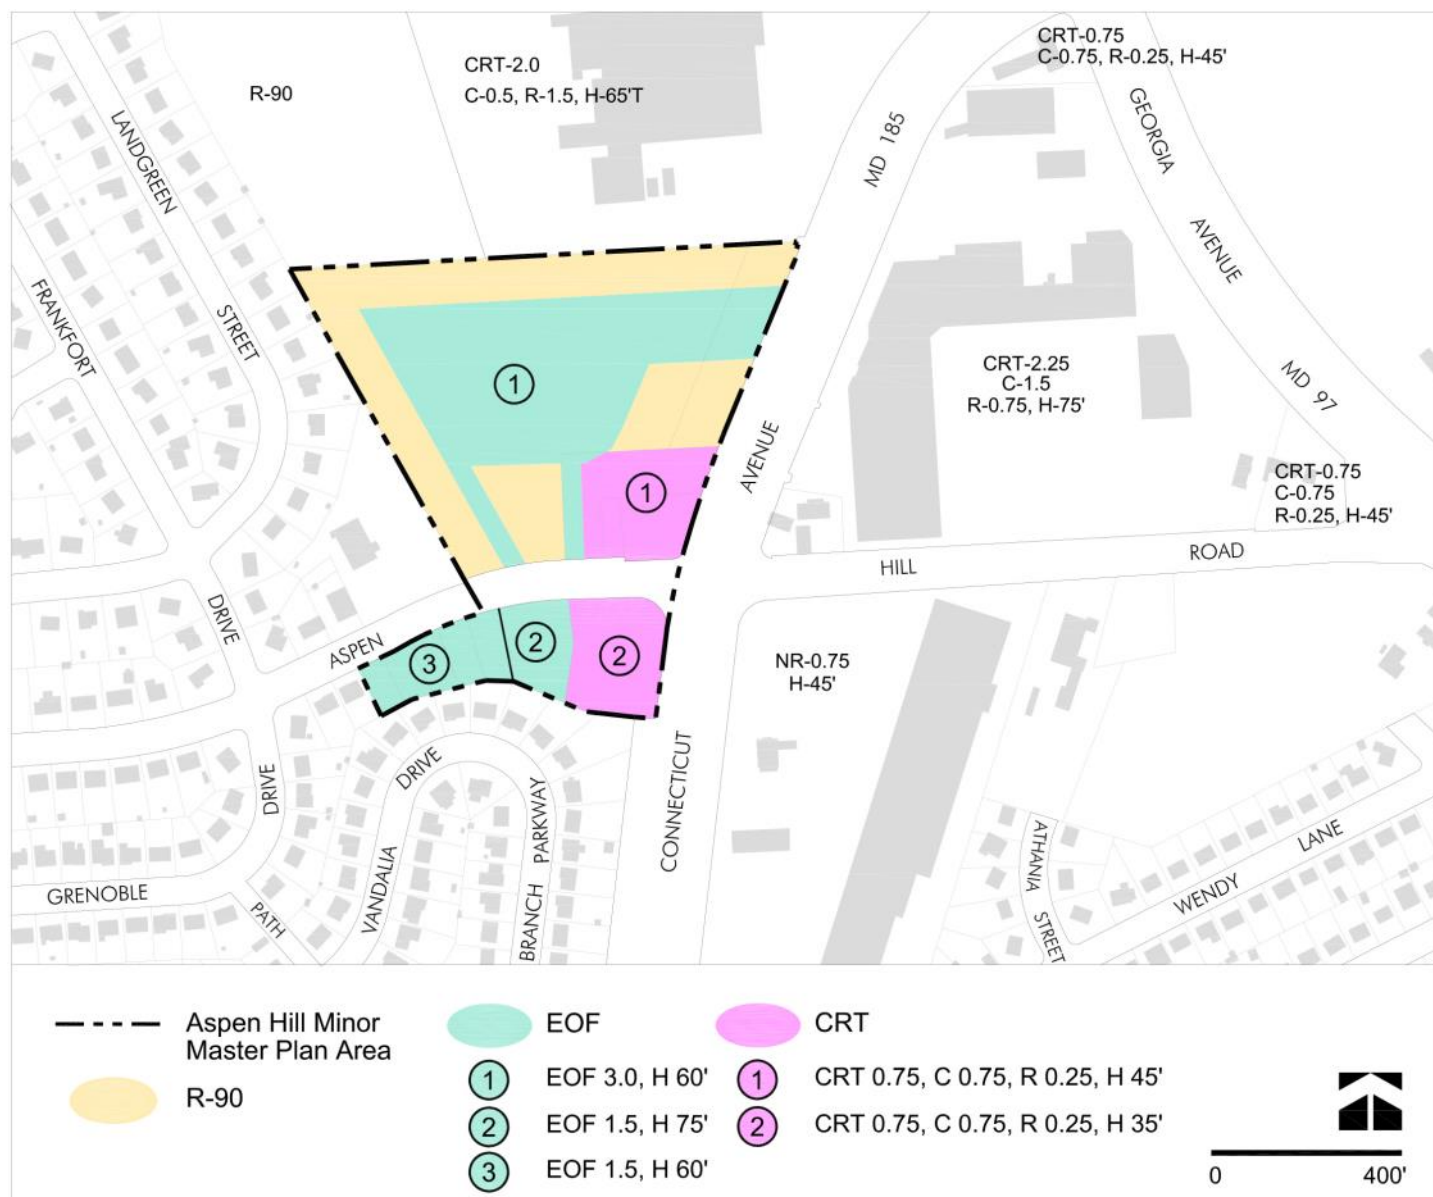 CRT-0.75
C-0.75, R-0.25, H-45'
CRT-2.0
C-0.5, R-1.5, H-65'T
R-90
LANDGREEN
STREET
MD 185
GEORGIA
AVENUE
MD 97
FRANKFORT
DRIVE
1
CRT-2.25
C-1.5
R-0.75, H-75'
AVENUE
1
CRT-0.75
C-0.75
R-0.25, H-45'
HILL
ROAD
ASPEN
3
2
2
NR-0.75
H-45'
DRIVE
DRIVE
CONNECTICUT
BRANCH PARKWAY
VANDALIA
GRENOBLE
PATH
ATHANIA
STREET
WENDY
LANE
Aspen Hill Minor
Master Plan Area
R-90
EOF
1 EOF 3.0, H 60'
2 EOF 1.5, H 75'
3 EOF 1.5, H 60'
CRT
1 CRT 0.75, C 0.75, R 0.25, H 45'
2 CRT 0.75, C 0.75, R 0.25, H 35'
0 400'